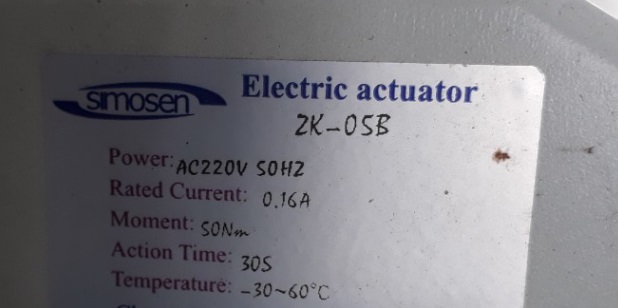 simosen
Electric actuator
ZK-05B
Power: AC220V 50HZ
Rated Current: 0.16A
Moment: 50Nm
Action Time: 30S
Temperature: -30~60°C